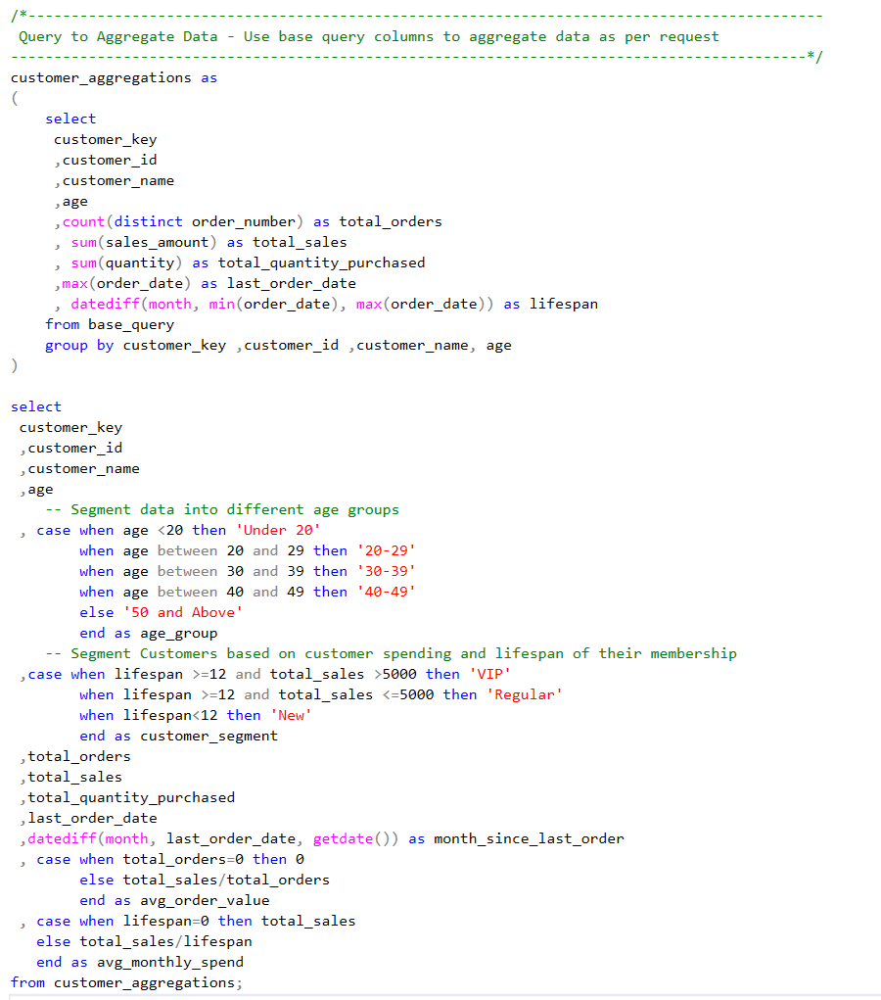 /*--------------------------------------------------------------------------------------------
Query to Aggregate Data - Use base query columns to aggregate data as per request
--------------------------------------------------------------------------------------------*/
customer_aggregations as
(
    select
     customer_key
     ,customer_id
     ,customer_name
     ,age
     ,count(distinct order_number) as total_orders
     , sum(sales_amount) as total_sales
     , sum(quantity) as total_quantity_purchased
     ,max(order_date) as last_order_date
     , datediff(month, min(order_date), max(order_date)) as lifespan
    from base_query
    group by customer_key ,customer_id ,customer_name, age
)

select
 customer_key
 ,customer_id
 ,customer_name
 ,age
    -- Segment data into different age groups
 , case when age <20 then 'Under 20'
        when age between 20 and 29 then '20-29'
        when age between 30 and 39 then '30-39'
        when age between 40 and 49 then '40-49'
        else '50 and Above'
        end as age_group
    -- Segment Customers based on customer spending and lifespan of their membership
 ,case when lifespan >=12 and total_sales >5000 then 'VIP'
        when lifespan >=12 and total_sales <=5000 then 'Regular'
        when lifespan<12 then 'New'
        end as customer_segment
 ,total_orders
 ,total_sales
 ,total_quantity_purchased
 ,last_order_date
 ,datediff(month, last_order_date, getdate()) as month_since_last_order
 , case when total_orders=0 then 0
        else total_sales/total_orders
        end as avg_order_value
 , case when lifespan=0 then total_sales
   else total_sales/lifespan
   end as avg_monthly_spend
from customer_aggregations;